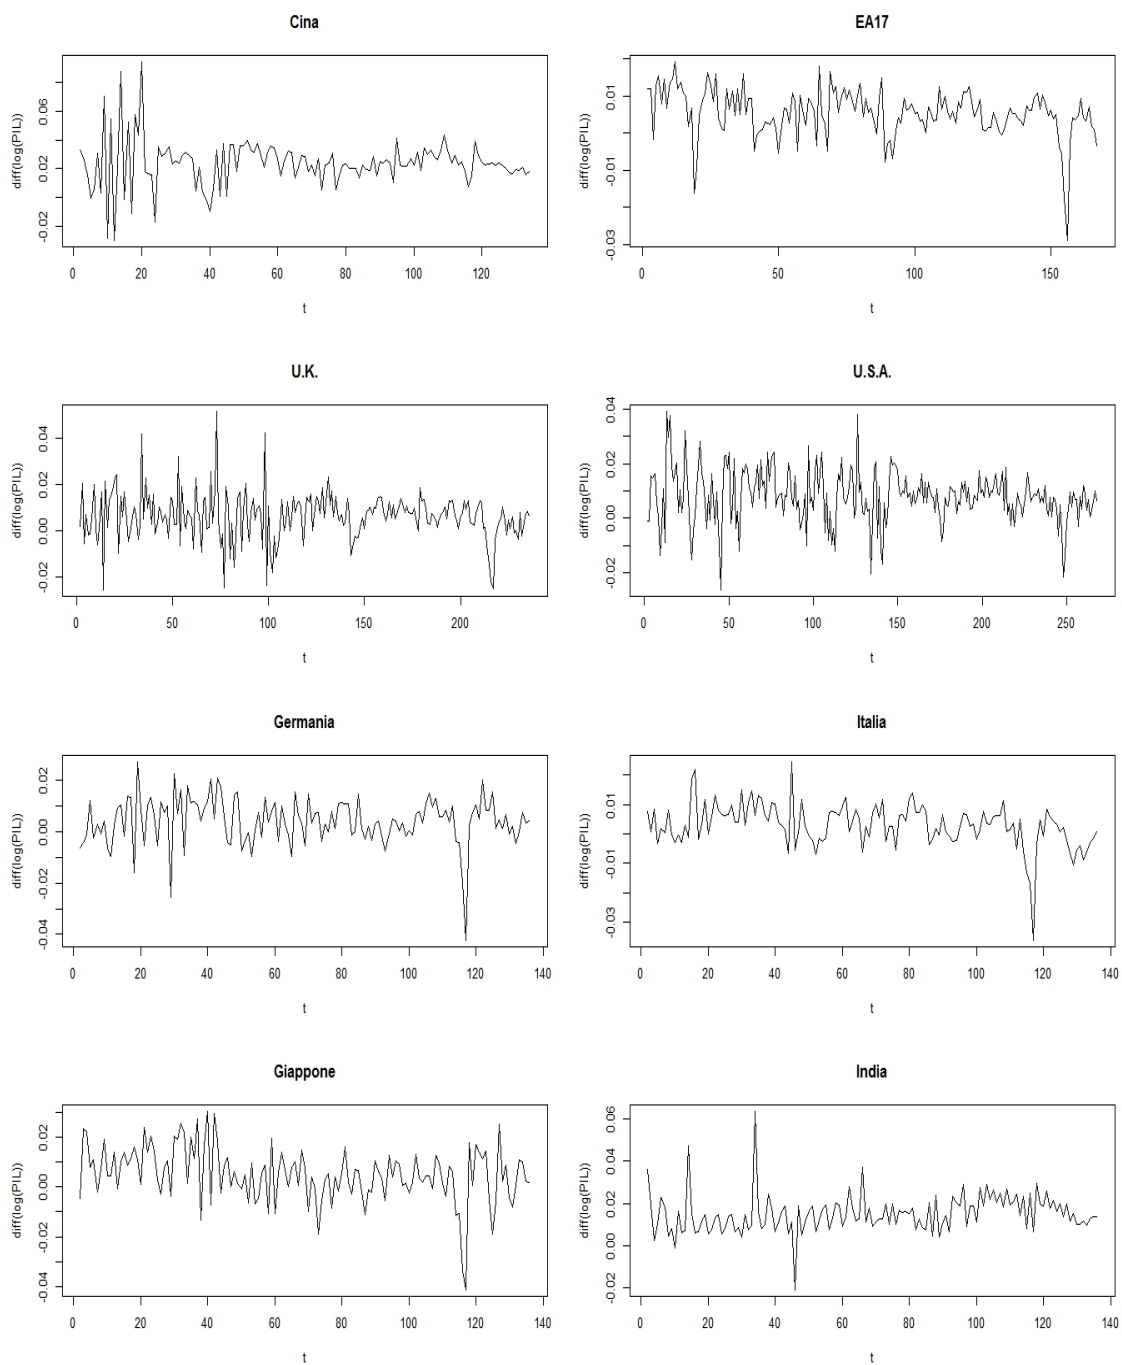 Cina
diff(log(PIL))
-0.02 0.02 0.06
0 20 40 60 80 100 120
t
EA17
diff(log(PIL))
-0.03 -0.01 0.01
0 50 100 150
t
U.K.
diff(log(PIL))
-0.02 0.00 0.02 0.04
0 50 100 150 200
t
U.S.A.
diff(log(PIL))
-0.02 0.00 0.02 0.04
0 50 100 150 200 250
t
Germania
diff(log(PIL))
-0.04 -0.02 0.00 0.02
0 20 40 60 80 100 120 140
t
Italia
diff(log(PIL))
-0.03 -0.01 0.01
0 20 40 60 80 100 120 140
t
Giappone
diff(log(PIL))
-0.04 -0.02 0.00 0.02
0 20 40 60 80 100 120 140
t
India
diff(log(PIL))
-0.02 0.00 0.02 0.04 0.06
0 20 40 60 80 100 120 140
t